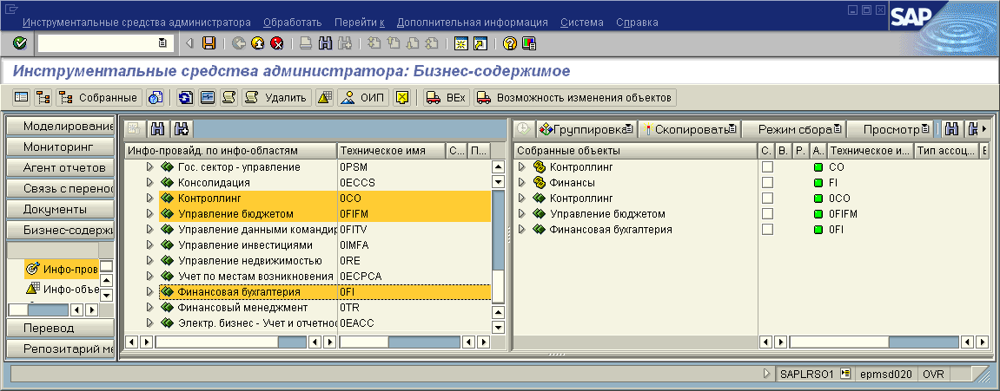 Инструментальные средства администратора Обработать Перейти к Дополнительная информация Система Справка
SAP
Инструментальные средства администратора: Бизнес-содержимое
Собранные Удалить ОИП BEx Возможность изменения объектов
Моделирование
Мониторинг
Агент отчетов
Связь с перенос
Документы
Бизнес-содержи
Инфо-пров
Инфо-объе
Перевод
Репозитарий ме
Инфо-провайд. по инфо-областям Техническое имя С... П...
Гос. сектор - управление 0PSM
Консолидация 0ECCS
Контроллинг 0CO
Управление бюджетом 0FIFM
Управление данными командир 0FITV
Управление инвестициями 0IMFA
Управление недвижимостью 0RE
Учет по местам возникновения 0ECPCA
Финансовая бухгалтерия 0FI
Финансовый менеджмент 0TR
Электр. бизнес - Учет и отчетнос 0EACC
Группировка Скопировать Режим сбора Просмотр
Собранные объекты С. В. Р. А.. Техническое и... Тип ассоц...
Контроллинг CO
Финансы FI
Контроллинг 0CO
Управление бюджетом 0FIFM
Финансовая бухгалтерия 0FI
SAPLRSO1 epmsd020 OVR